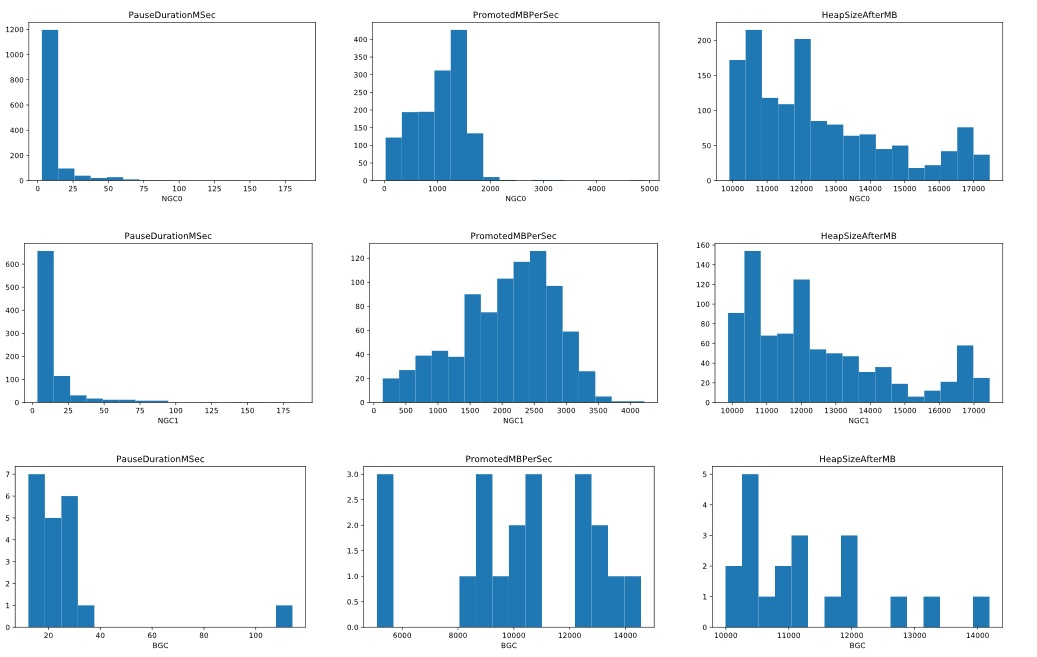 PauseDurationMSec
1200
1000
800
600
400
200
0
0 25 50 75 100 125 150 175
NGC0
PromotedMBPerSec
400
350
300
250
200
150
100
50
0
0 1000 2000 3000 4000 5000
NGC0
HeapSizeAfterMB
200
150
100
50
0
10000 11000 12000 13000 14000 15000 16000 17000
NGC0
PauseDurationMSec
600
500
400
300
200
100
0
0 25 50 75 100 125 150 175
NGC1
PromotedMBPerSec
120
100
80
60
40
20
0
0 500 1000 1500 2000 2500 3000 3500 4000
NGC1
HeapSizeAfterMB
160
140
120
100
80
60
40
20
0
10000 11000 12000 13000 14000 15000 16000 17000
NGC1
PauseDurationMSec
7
6
5
4
3
2
1
0
20 40 60 80 100
BGC
PromotedMBPerSec
3.0
2.5
2.0
1.5
1.0
0.5
0.0
6000 8000 10000 12000 14000
BGC
HeapSizeAfterMB
5
4
3
2
1
0
10000 11000 12000 13000 14000
BGC